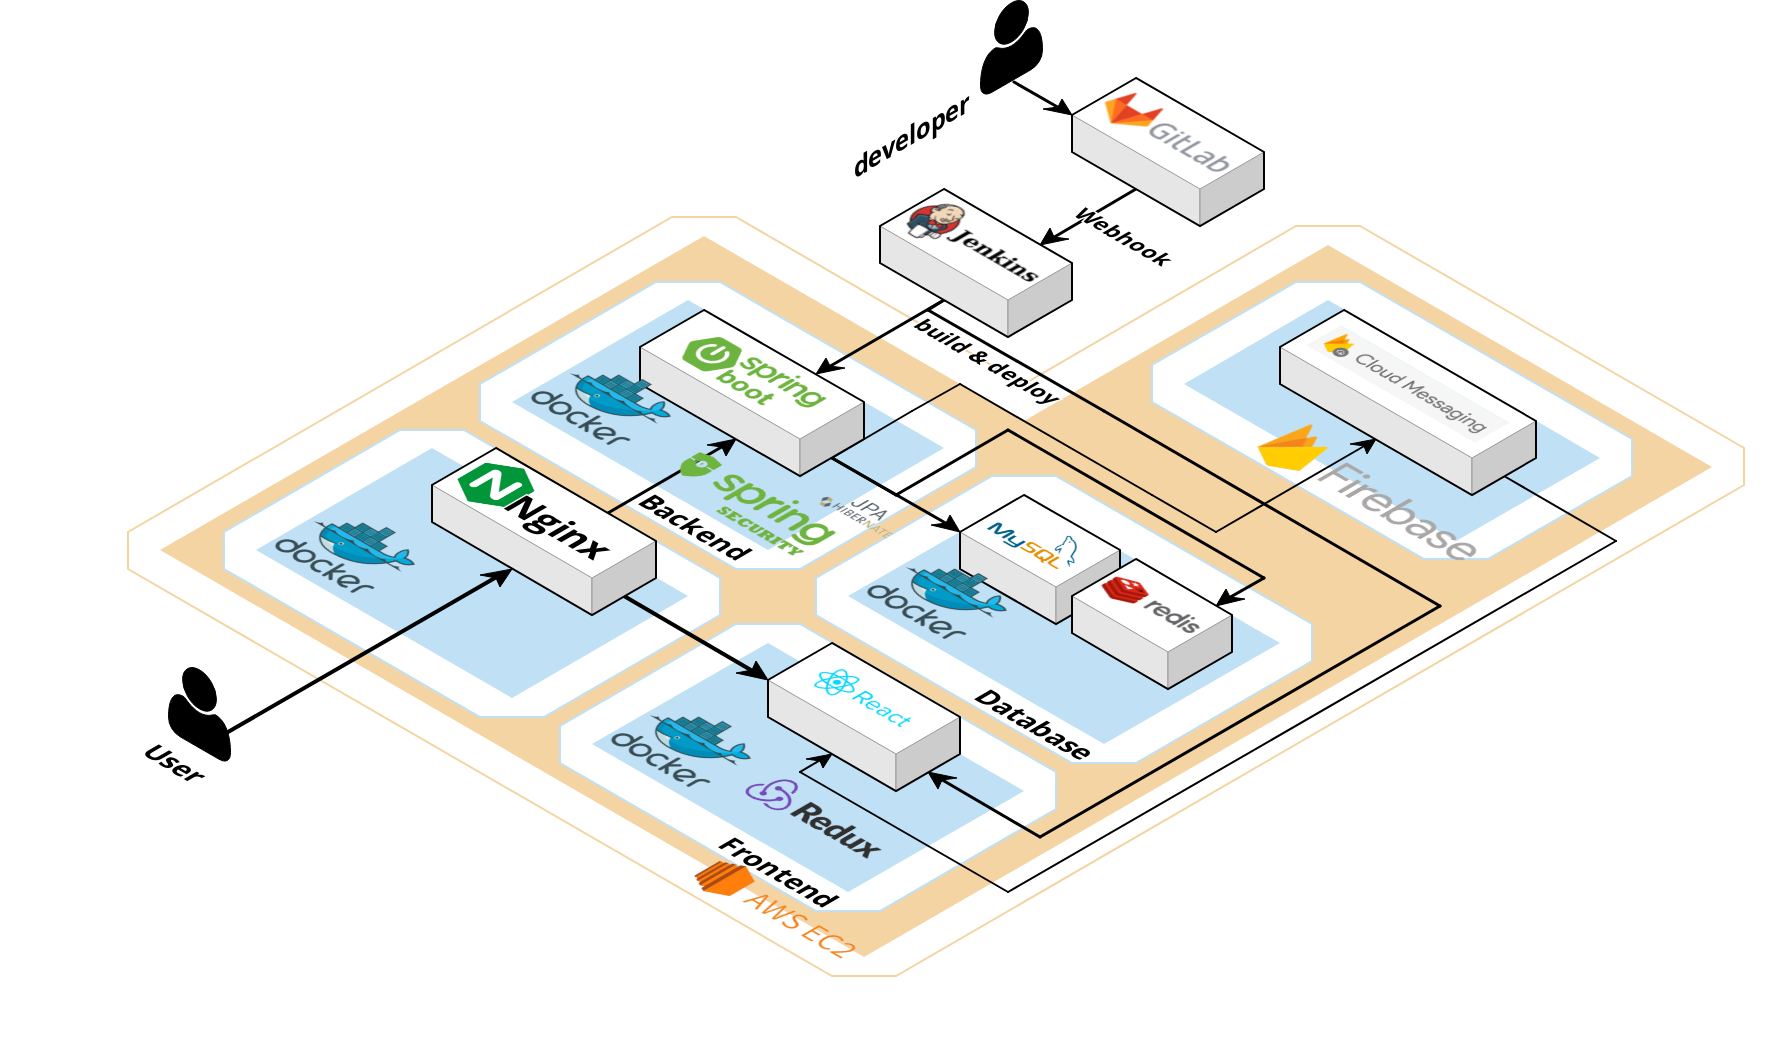 developer
GitLab
Webhook
Jenkins
build & deploy
spring
boot
docker
Cloud Messaging
Firebase
Nginx
docker
Backend
spring
SECURITY
JPA
HIBERNATE
MySQL
redis
docker
Database
User
React
docker
Redux
Frontend
AWS EC2